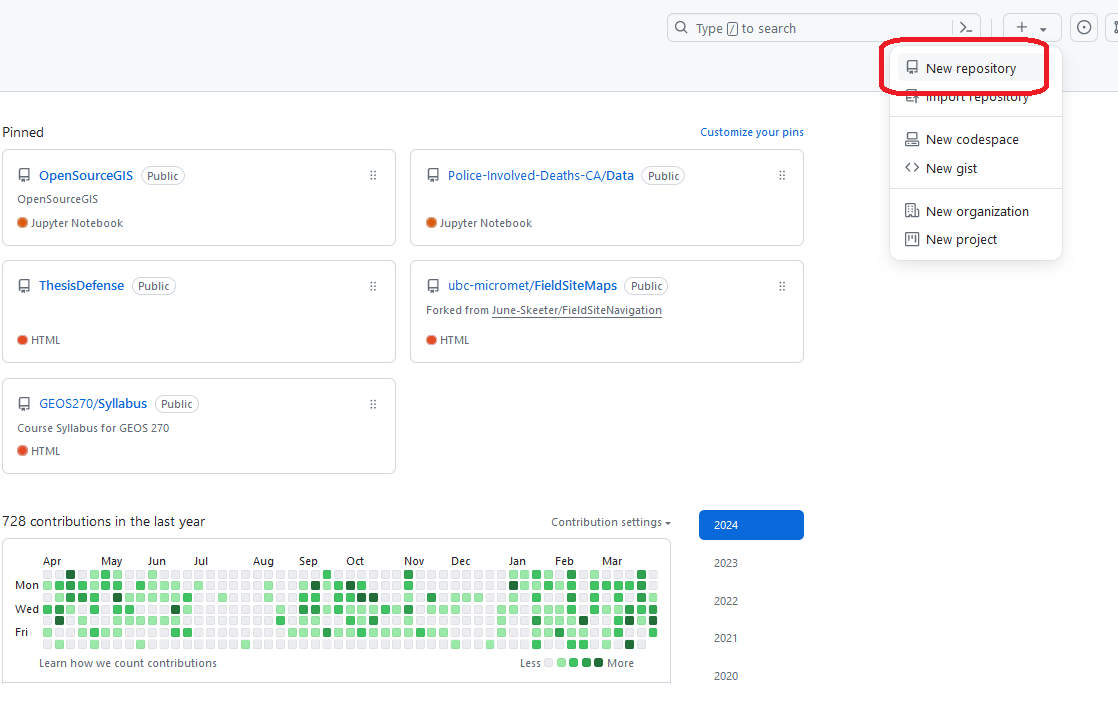 Type / to search
New repository
Import repository
New codespace
New gist
New organization
New project
Pinned
Customize your pins
OpenSourceGIS Public
OpenSourceGIS
Jupyter Notebook
Police-Involved-Deaths-CA/Data Public
Jupyter Notebook
ThesisDefense Public
HTML
ubc-micromet/FieldSiteMaps Public
Forked from June-Skeeter/FieldSiteNavigation
HTML
GEOS270/Syllabus Public
Course Syllabus for GEOS 270
HTML
728 contributions in the last year
Contribution settings
Apr May Jun Jul Aug Sep Oct Nov Dec Jan Feb Mar
Mon
Wed
Fri
Learn how we count contributions
Less More
2024
2023
2022
2021
2020